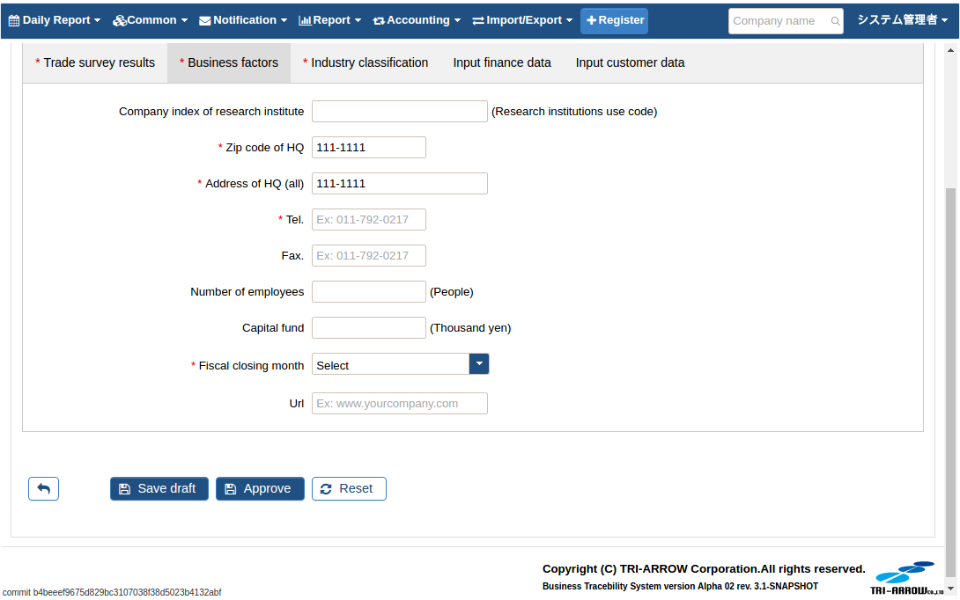 Daily Report Common Notification Report Accounting Import/Export +Register Company name システム管理者
* Trade survey results * Business factors * Industry classification Input finance data Input customer data
Company index of research institute (Research institutions use code)
* Zip code of HQ 111-1111
* Address of HQ (all) 111-1111
* Tel. Ex: 011-792-0217
Fax. Ex: 011-792-0217
Number of employees (People)
Capital fund (Thousand yen)
* Fiscal closing month Select
Url Ex: www.yourcompany.com
Save draft Approve Reset
Copyright (C) TRI-ARROW Corporation.All rights reserved.
Business Tracebility System version Alpha 02 rev. 3.1-SNAPSHOT
TRI-ARROW CO.,LTD
commit b4beeef9675d829bc3107038f38d5023b4132abf